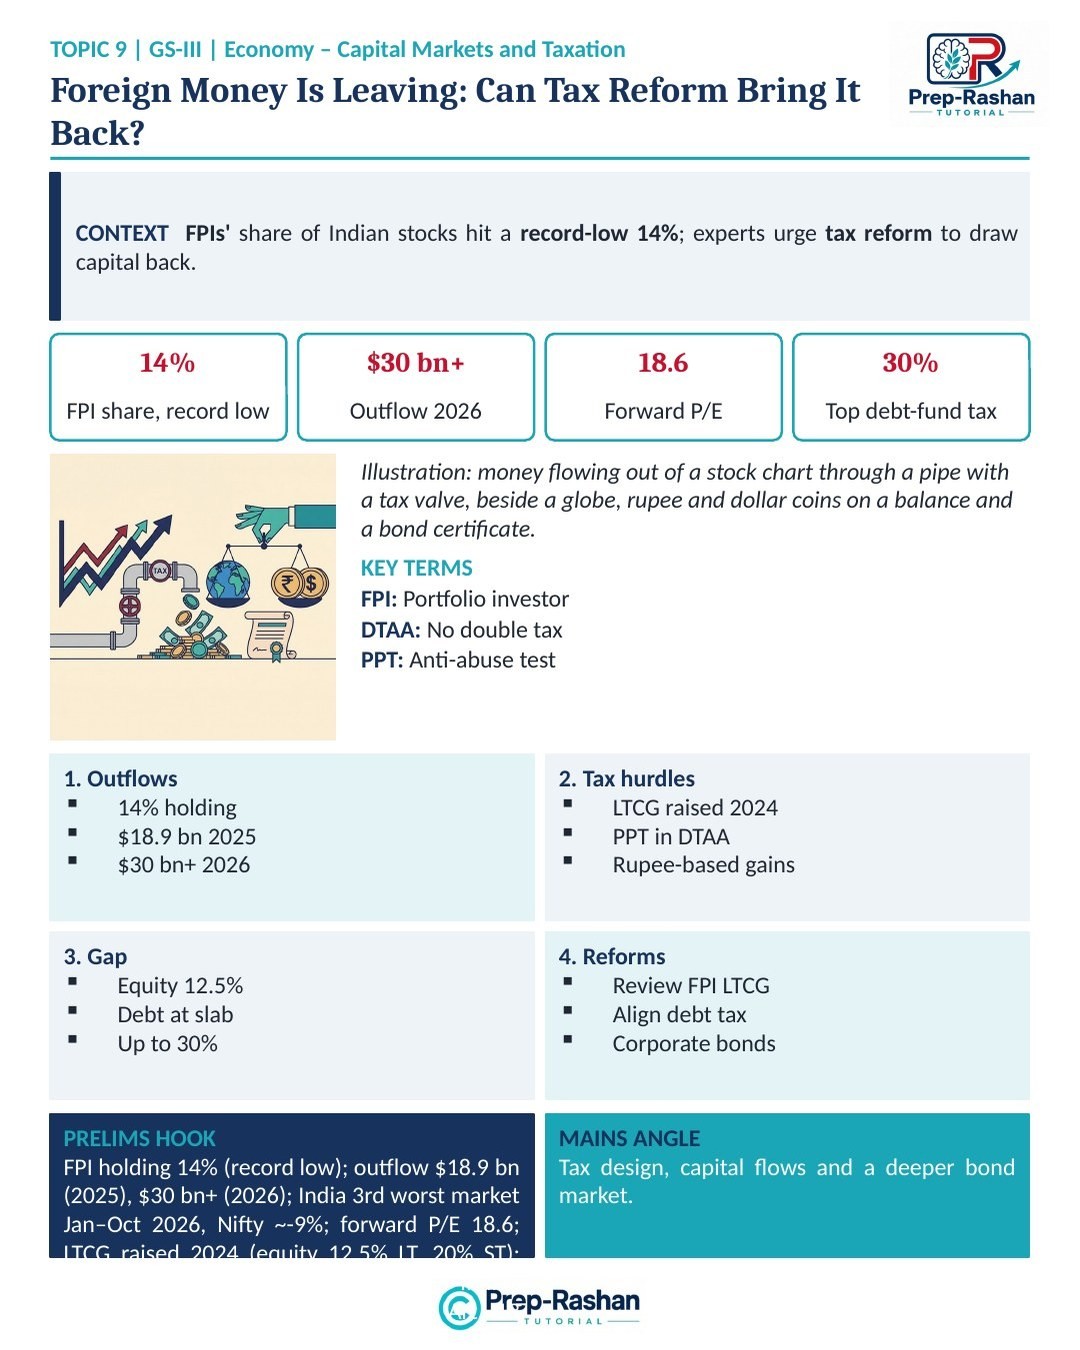 TOPIC 9 | GS-III | Economy – Capital Markets and Taxation
Foreign Money Is Leaving: Can Tax Reform Bring It
Back?
Prep-Rashan
TUTORIAL
CONTEXT FPIs' share of Indian stocks hit a record-low 14%; experts urge tax reform to draw
capital back.
14%
FPI share, record low
$30 bn+
Outflow 2026
18.6
Forward P/E
30%
Top debt-fund tax
TAX
₹ $
Illustration: money flowing out of a stock chart through a pipe with
a tax valve, beside a globe, rupee and dollar coins on a balance and
a bond certificate.
KEY TERMS
FPI: Portfolio investor
DTAA: No double tax
PPT: Anti-abuse test
1. Outflows
▪ 14% holding
▪ $18.9 bn 2025
▪ $30 bn+ 2026
2. Tax hurdles
▪ LTCG raised 2024
▪ PPT in DTAA
▪ Rupee-based gains
3. Gap
▪ Equity 12.5%
▪ Debt at slab
▪ Up to 30%
4. Reforms
▪ Review FPI LTCG
▪ Align debt tax
▪ Corporate bonds
PRELIMS HOOK
FPI holding 14% (record low); outflow $18.9 bn
(2025), $30 bn+ (2026); India 3rd worst market
Jan–Oct 2026, Nifty ~-9%; forward P/E 18.6;
LTCG raised 2024 (equity 12.5% LT, 20% ST);
MAINS ANGLE
Tax design, capital flows and a deeper bond
market.
© Prep-Rashan
TUTORIAL